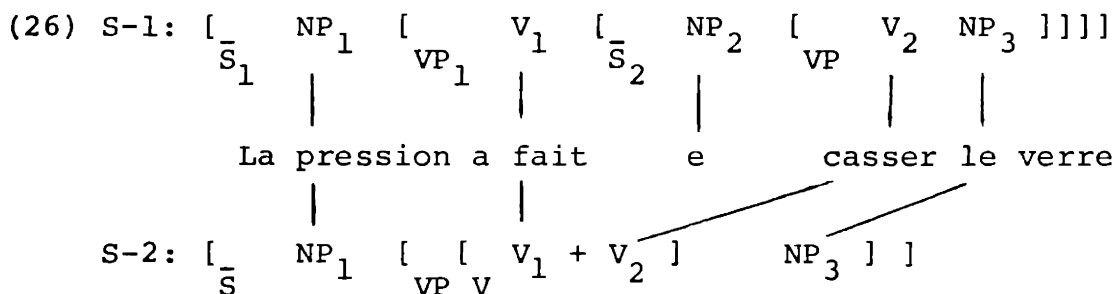 (26) S-1: [S̄1 NP1 [VP1 V1 [S̄2 NP2 [VP V2 NP3 ]]]]
La pression a fait e casser le verre
S-2: [S̄ NP1 [VP [V V1 + V2 ] NP3 ] ]